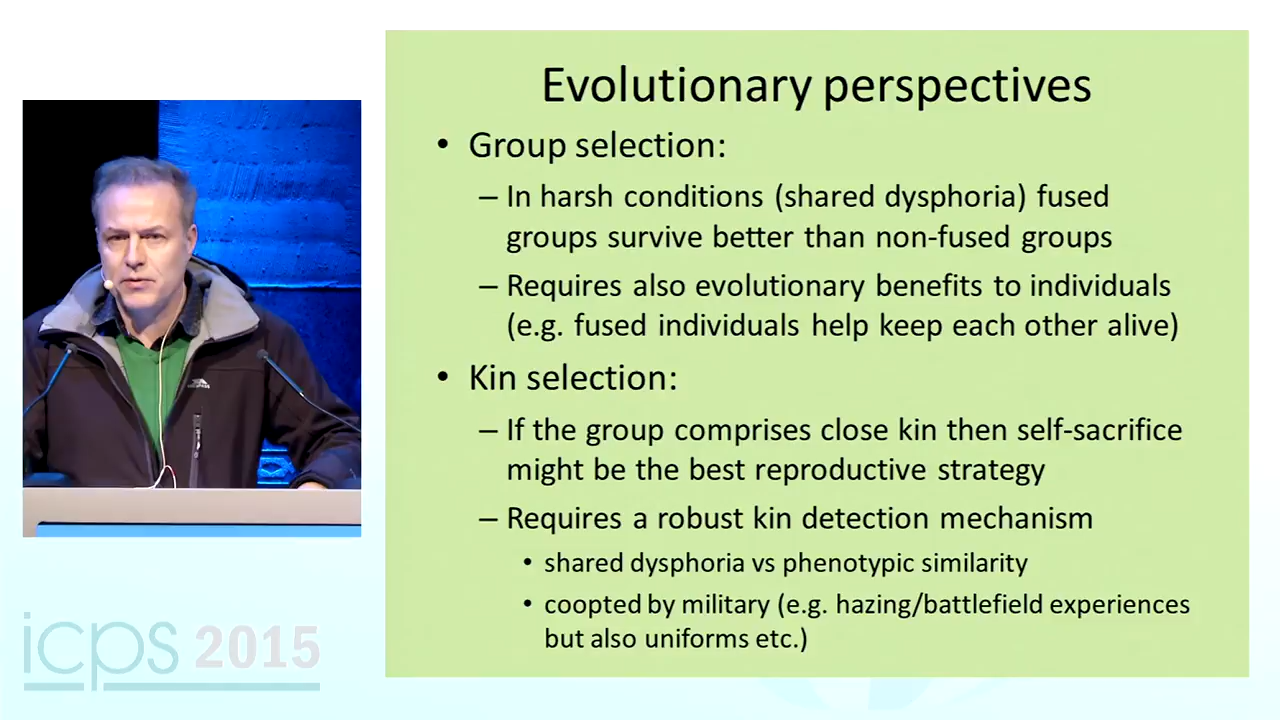 Evolutionary perspectives
• Group selection:
– In harsh conditions (shared dysphoria) fused
groups survive better than non-fused groups
– Requires also evolutionary benefits to individuals
(e.g. fused individuals help keep each other alive)
• Kin selection:
– If the group comprises close kin then self-sacrifice
might be the best reproductive strategy
– Requires a robust kin detection mechanism
• shared dysphoria vs phenotypic similarity
• coopted by military (e.g. hazing/battlefield experiences
but also uniforms etc.)
icps 2015